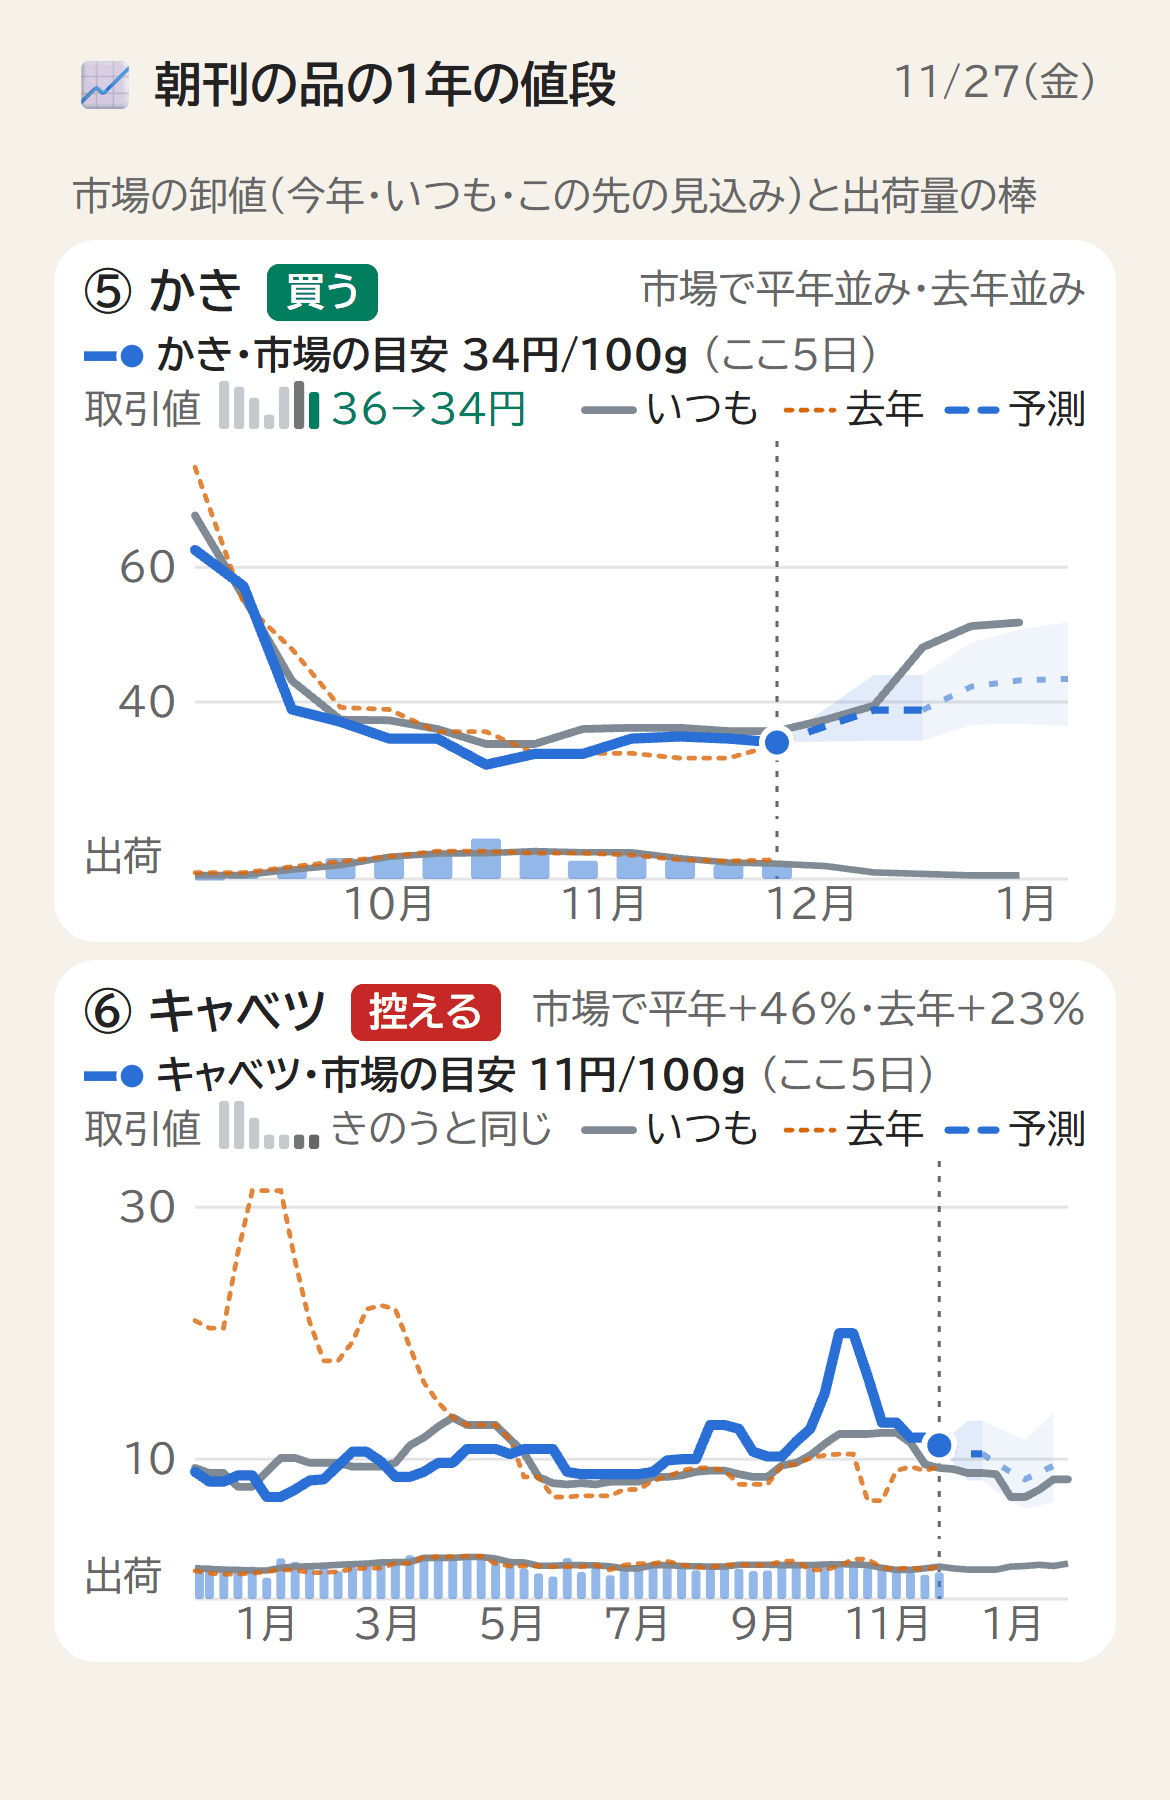 朝刊の品の1年の値段
11/27(金)
市場の卸値(今年・いつも・この先の見込み)と出荷量の棒
⑤ かき 買う 市場で平年並み・去年並み
かき・市場の目安 34円/100g (ここ5日)
取引値 36→34円 いつも 去年 予測
60
40
出荷
10月 11月 12月 1月
⑥ キャベツ 控える 市場で平年+46%・去年+23%
キャベツ・市場の目安 11円/100g (ここ5日)
取引値 きのうと同じ いつも 去年 予測
30
10
出荷
1月 3月 5月 7月 9月 11月 1月